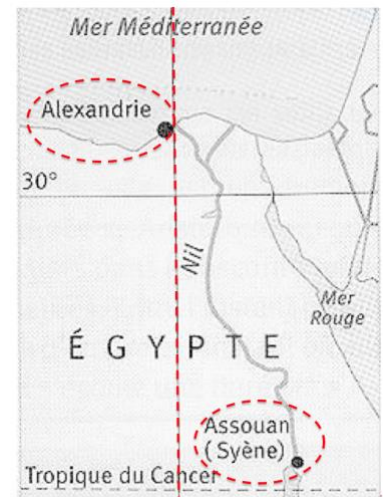 Mer Méditerranée
Alexandrie
30°
Nil
Mer
Rouge
ÉGYPTE
Assouan
(Syène)
Tropique du Cancer